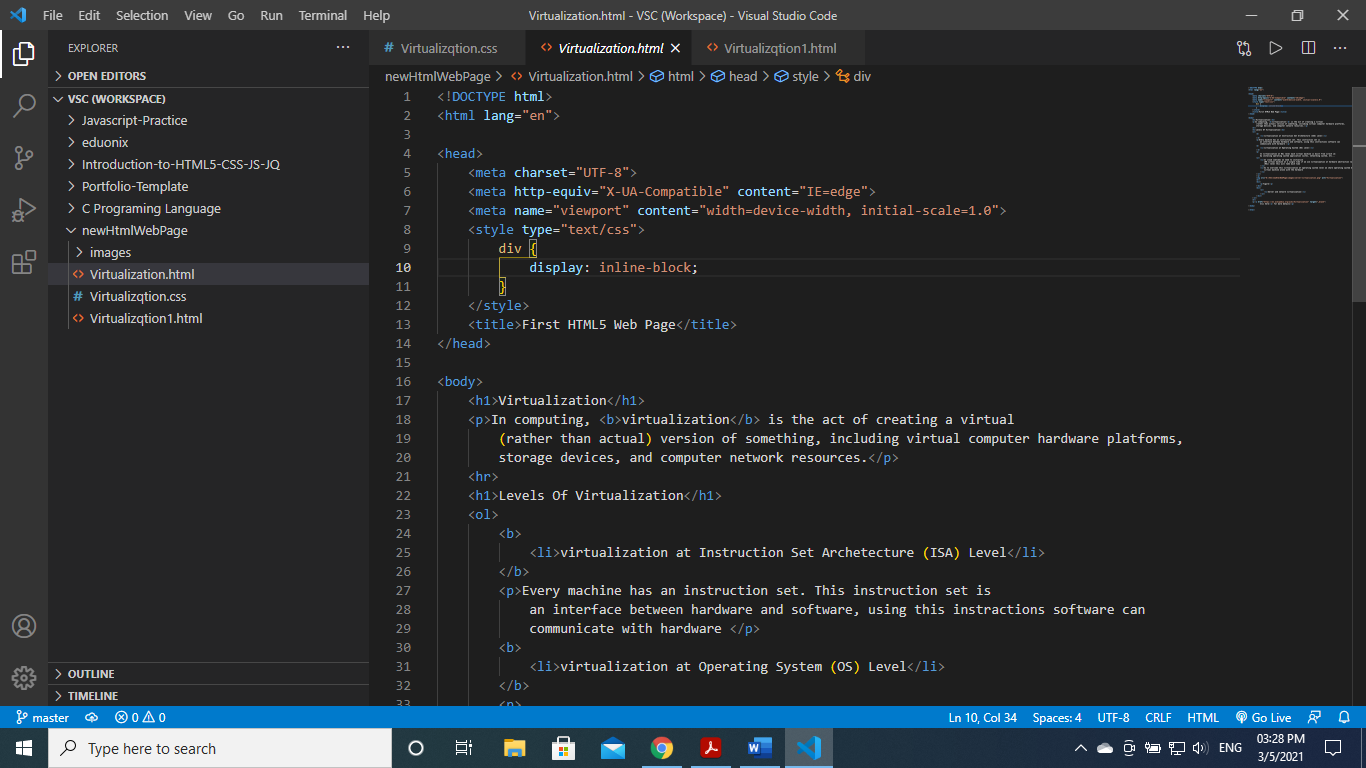 File Edit Selection View Go Run Terminal Help Virtualization.html - VSC (Workspace) - Visual Studio Code
EXPLORER
OPEN EDITORS
VSC (WORKSPACE)
Javascript-Practice
eduonix
Introduction-to-HTML5-CSS-JS-JQ
Portfolio-Template
C Programing Language
newHtmlWebPage
images
Virtualization.html
Virtualizqtion.css
Virtualizqtion1.html
OUTLINE
TIMELINE
# Virtualizqtion.css <> Virtualization.html <> Virtualizqtion1.html
newHtmlWebPage > <> Virtualization.html > html > head > style > div
1 <!DOCTYPE html>
2 <html lang="en">
3
4 <head>
5 <meta charset="UTF-8">
6 <meta http-equiv="X-UA-Compatible" content="IE=edge">
7 <meta name="viewport" content="width=device-width, initial-scale=1.0">
8 <style type="text/css">
9 div {
10 display: inline-block;
11 }
12 </style>
13 <title>First HTML5 Web Page</title>
14 </head>
15
16 <body>
17 <h1>Virtualization</h1>
18 <p>In computing, <b>virtualization</b> is the act of creating a virtual
19 (rather than actual) version of something, including virtual computer hardware platforms,
20 storage devices, and computer network resources.</p>
21 <hr>
22 <h1>Levels Of Virtualization</h1>
23 <ol>
24 <b>
25 <li>virtualization at Instruction Set Archetecture (ISA) Level</li>
26 </b>
27 <p>Every machine has an instruction set. This instruction set is
28 an interface between hardware and software, using this instractions software can
29 communicate with hardware </p>
30 <b>
31 <li>virtualization at Operating System (OS) Level</li>
32 </b>
33 <p>
master 0 0 Ln 10, Col 34 Spaces: 4 UTF-8 CRLF HTML Go Live
Type here to search
ENG
03:28 PM
3/5/2021